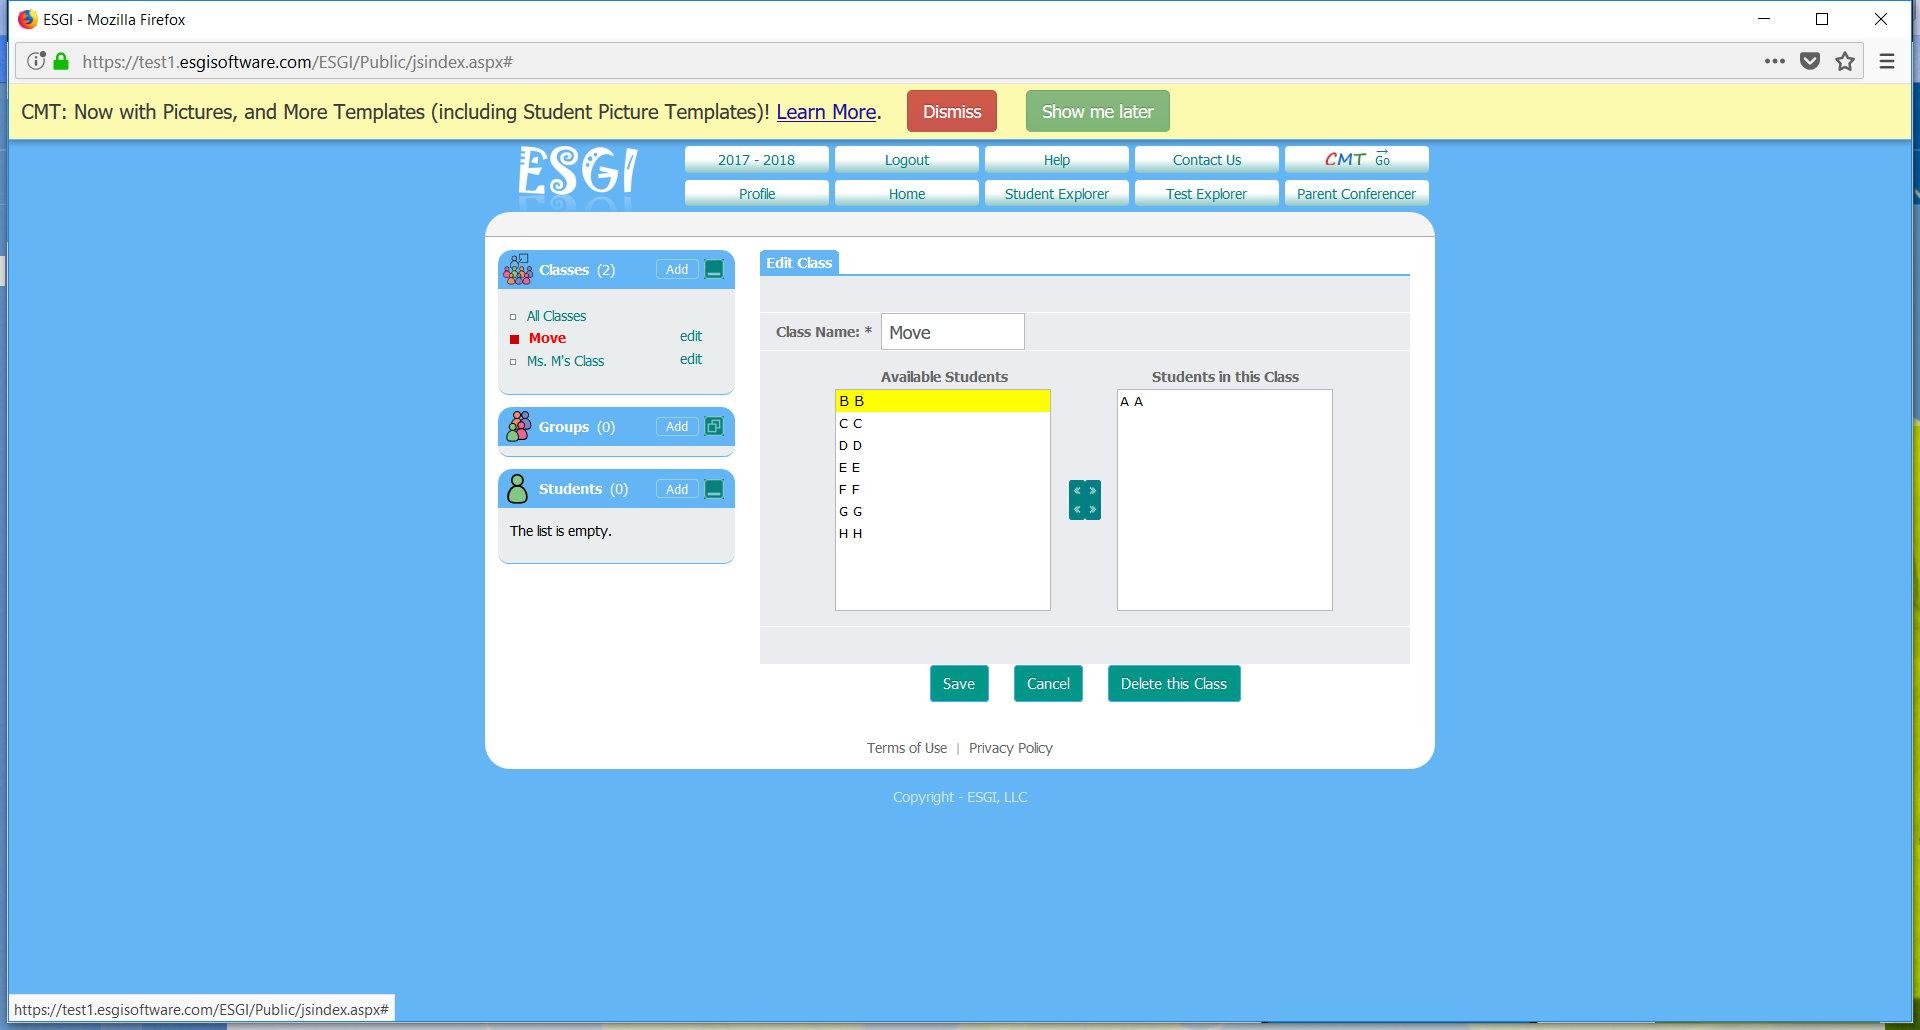 ESGI - Mozilla Firefox
https://test1.esgisoftware.com/ESGI/Public/jsindex.aspx#
CMT: Now with Pictures, and More Templates (including Student Picture Templates)! Learn More. Dismiss Show me later
ESGI
2017 - 2018 Logout Help Contact Us CMT Go
Profile Home Student Explorer Test Explorer Parent Conferencer
Classes (2) Add
All Classes
Move edit
Ms. M's Class edit
Groups (0) Add
Students (0) Add
The list is empty.
Edit Class
Class Name: * Move
Available Students
B B
C C
D D
E E
F F
G G
H H
Students in this Class
A A
Save Cancel Delete this Class
Terms of Use | Privacy Policy
Copyright - ESGI, LLC
https://test1.esgisoftware.com/ESGI/Public/jsindex.aspx#